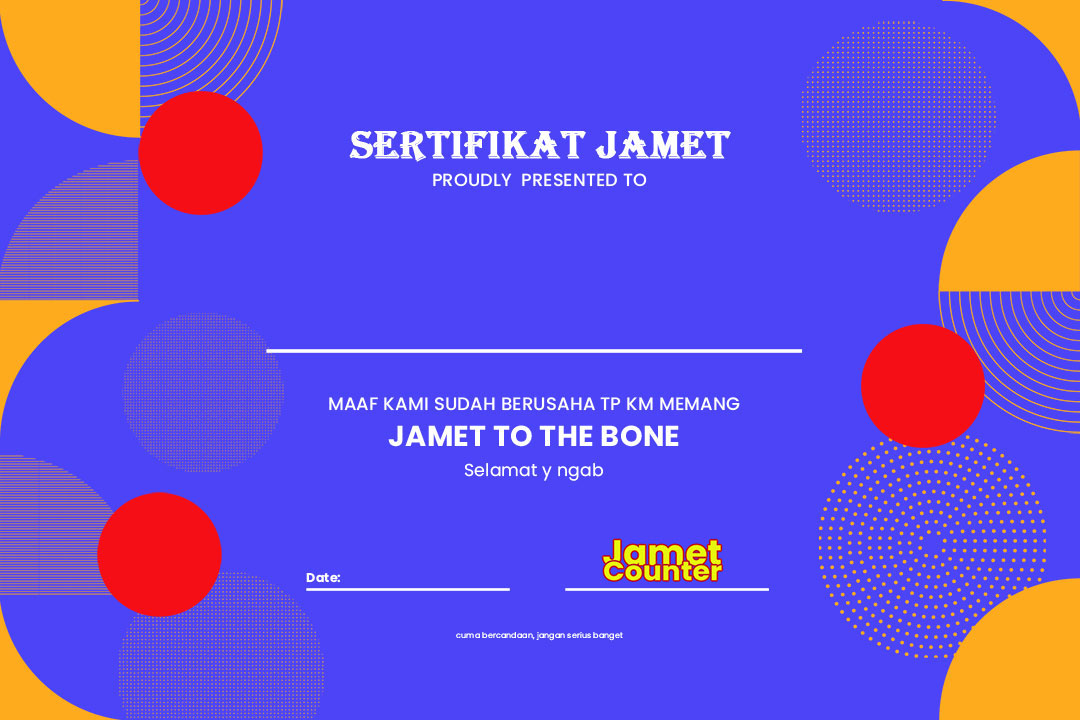 SERTIFIKAT JAMET
PROUDLY PRESENTED TO
MAAF KAMI SUDAH BERUSAHA TP KM MEMANG
JAMET TO THE BONE
Selamat y ngab
Jamet
Counter
Date:
cuma bercandaan, jangan serius banget